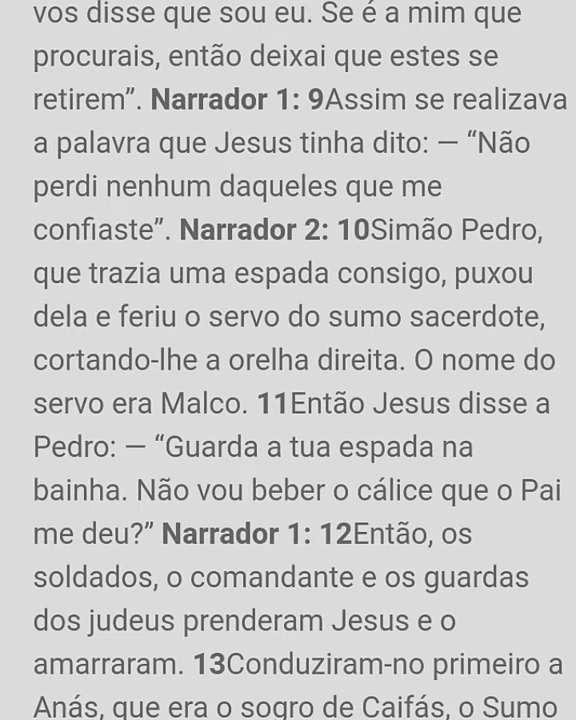 vos disse que sou eu. Se é a mim que
procurais, então deixai que estes se
retirem”. Narrador 1: 9Assim se realizava
a palavra que Jesus tinha dito: — “Não
perdi nenhum daqueles que me
confiaste”. Narrador 2: 10Simão Pedro,
que trazia uma espada consigo, puxou
dela e feriu o servo do sumo sacerdote,
cortando-lhe a orelha direita. O nome do
servo era Malco. 11Então Jesus disse a
Pedro: — “Guarda a tua espada na
bainha. Não vou beber o cálice que o Pai
me deu?” Narrador 1: 12Então, os
soldados, o comandante e os guardas
dos judeus prenderam Jesus e o
amarraram. 13Conduziram-no primeiro a
Anás, que era o sogro de Caifás, o Sumo